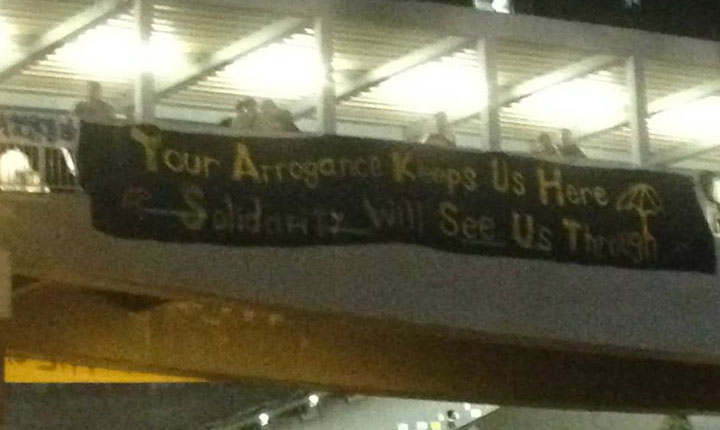 Your Arrogance Keeps Us Here
Solidarity Will See Us Through